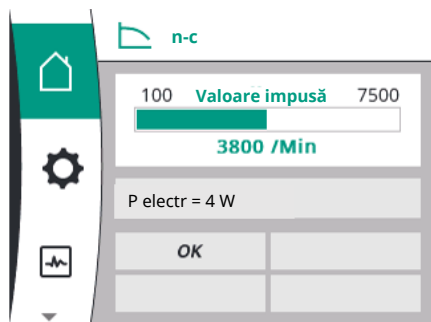 n-c
100 Valoare impusă 7500
3800 /Min
P electr = 4 W
OK